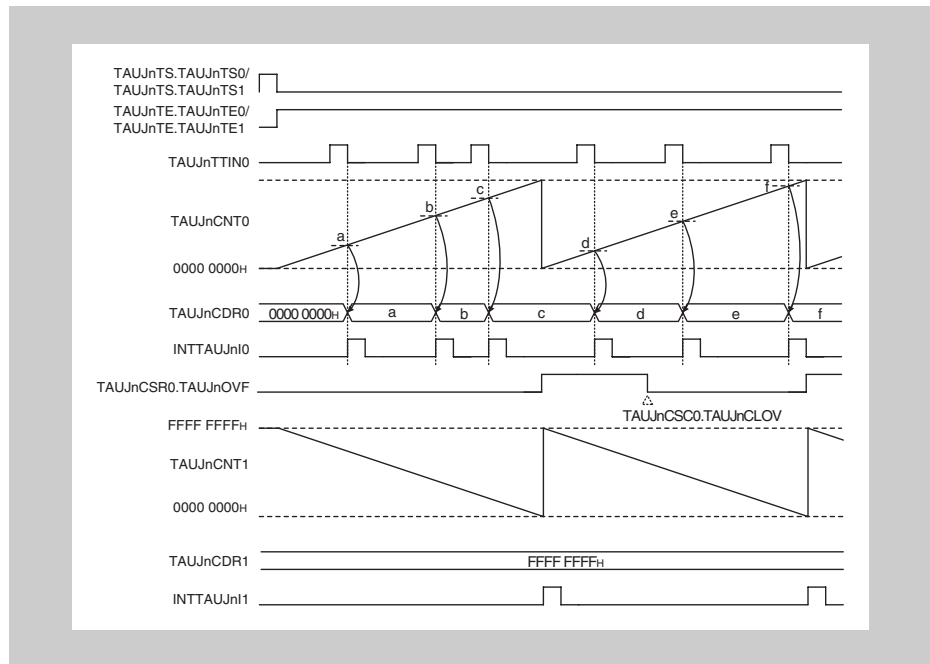 TAUJnTS.TAUJnTS0/
TAUJnTS.TAUJnTS1
TAUJnTE.TAUJnTE0/
TAUJnTE.TAUJnTE1
TAUJnTTIN0
TAUJnCNT0
a
b
c
d
e
f
0000 0000H
TAUJnCDR0
0000 0000H a b c d e f
INTTAUJnI0
TAUJnCSR0.TAUJnOVF
TAUJnCSC0.TAUJnCLOV
FFFF FFFFH
TAUJnCNT1
0000 0000H
TAUJnCDR1
FFFF FFFFH
INTTAUJnI1